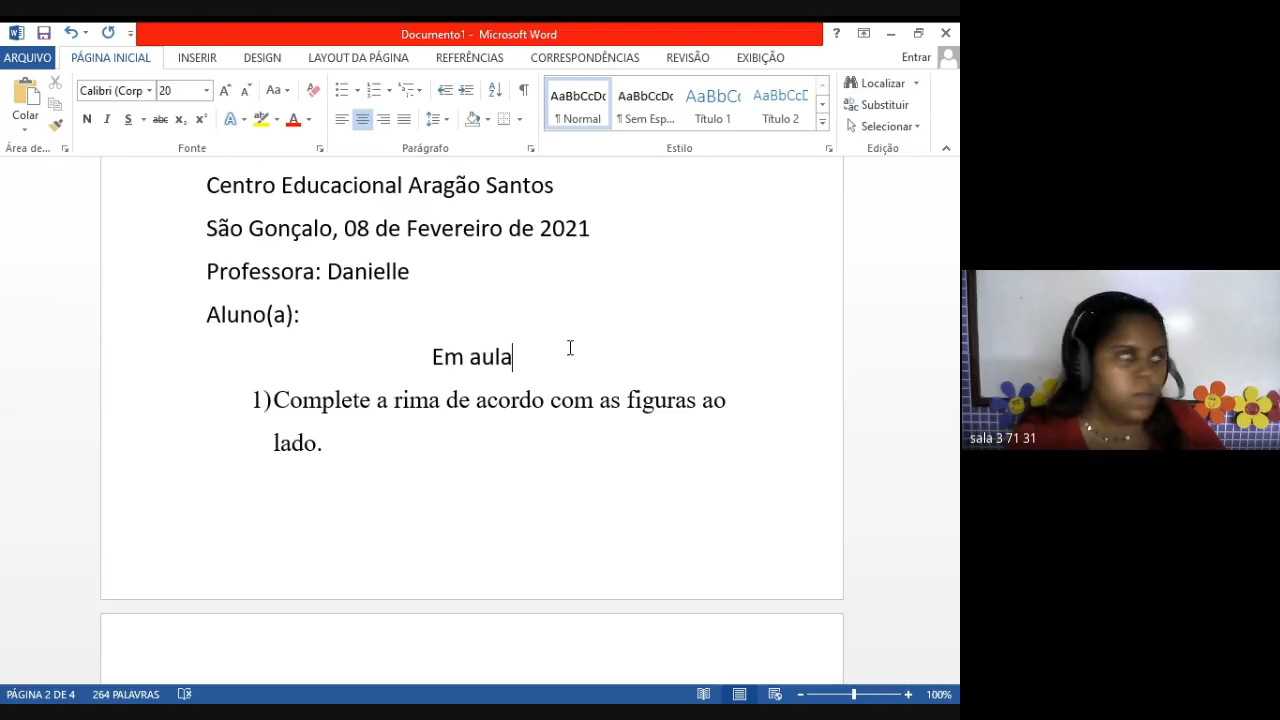 Documento1 - Microsoft Word
?
ARQUIVO PÁGINA INICIAL INSERIR DESIGN LAYOUT DA PÁGINA REFERÊNCIAS CORRESPONDÊNCIAS REVISÃO EXIBIÇÃO Entrar
Calibri (Corp 20 Aa AaBbCcDc AaBbCcDc AaBbCc AaBbCcD Localizar
Colar N I S abc x₂ x² A A ¶ Normal ¶ Sem Esp... Título 1 Título 2 Substituir
Selecionar
Área de... Fonte Parágrafo Estilo Edição
Centro Educacional Aragão Santos
São Gonçalo, 08 de Fevereiro de 2021
Professora: Danielle
Aluno(a):
Em aula
1)Complete a rima de acordo com as figuras ao
lado.
sala 3 71 31
PÁGINA 2 DE 4 264 PALAVRAS 100%